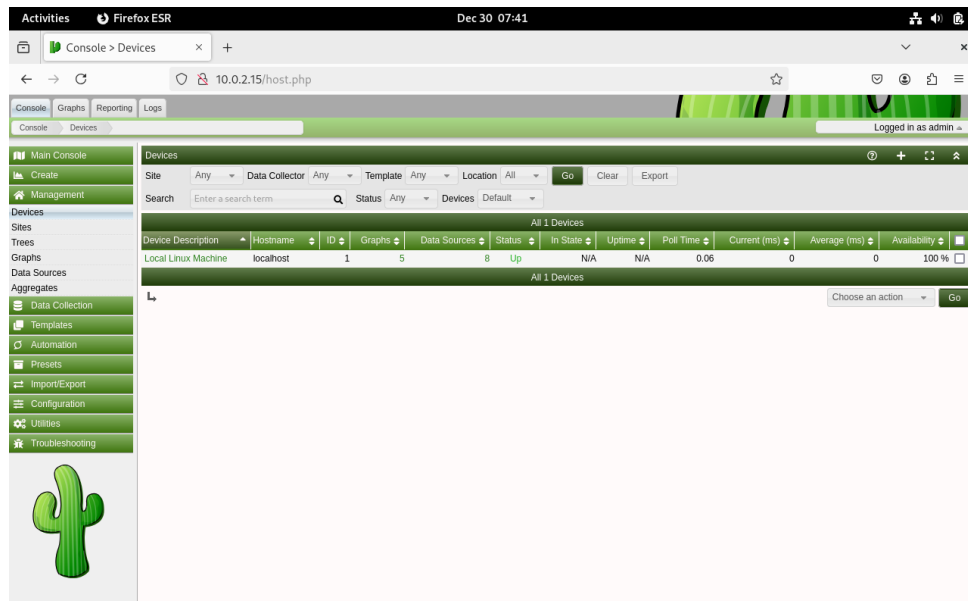 Activities Firefox ESR Dec 30 07:41
Console > Devices × +
10.0.2.15/host.php
Console Graphs Reporting Logs
Console Devices Logged in as admin
Main Console
Create
Management
Devices
Sites
Trees
Graphs
Data Sources
Aggregates
Data Collection
Templates
Automation
Presets
Import/Export
Configuration
Utilities
Troubleshooting
Devices
Site Any Data Collector Any Template Any Location All Go Clear Export
Search Enter a search term Status Any Devices Default
All 1 Devices
Device Description Hostname ID Graphs Data Sources Status In State Uptime Poll Time Current (ms) Average (ms) Availability
Local Linux Machine localhost 1 5 8 Up N/A N/A 0.06 0 0 100 %
All 1 Devices
Choose an action Go